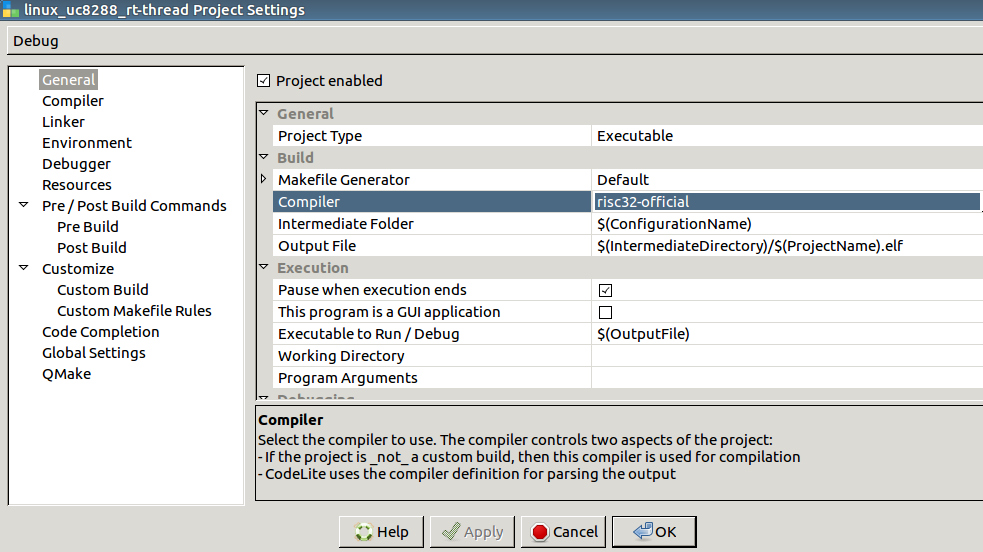 linux_uc8288_rt-thread Project Settings
Debug
General
Compiler
Linker
Environment
Debugger
Resources
Pre / Post Build Commands
Pre Build
Post Build
Customize
Custom Build
Custom Makefile Rules
Code Completion
Global Settings
QMake
Project enabled
General
Project Type Executable
Build
Makefile Generator Default
Compiler risc32-official
Intermediate Folder $(ConfigurationName)
Output File $(IntermediateDirectory)/$(ProjectName).elf
Execution
Pause when execution ends
This program is a GUI application
Executable to Run / Debug $(OutputFile)
Working Directory
Program Arguments
Debugging
Compiler
Select the compiler to use. The compiler controls two aspects of the project:
- If the project is _not_ a custom build, then this compiler is used for compilation
- CodeLite uses the compiler definition for parsing the output
Help Apply Cancel OK